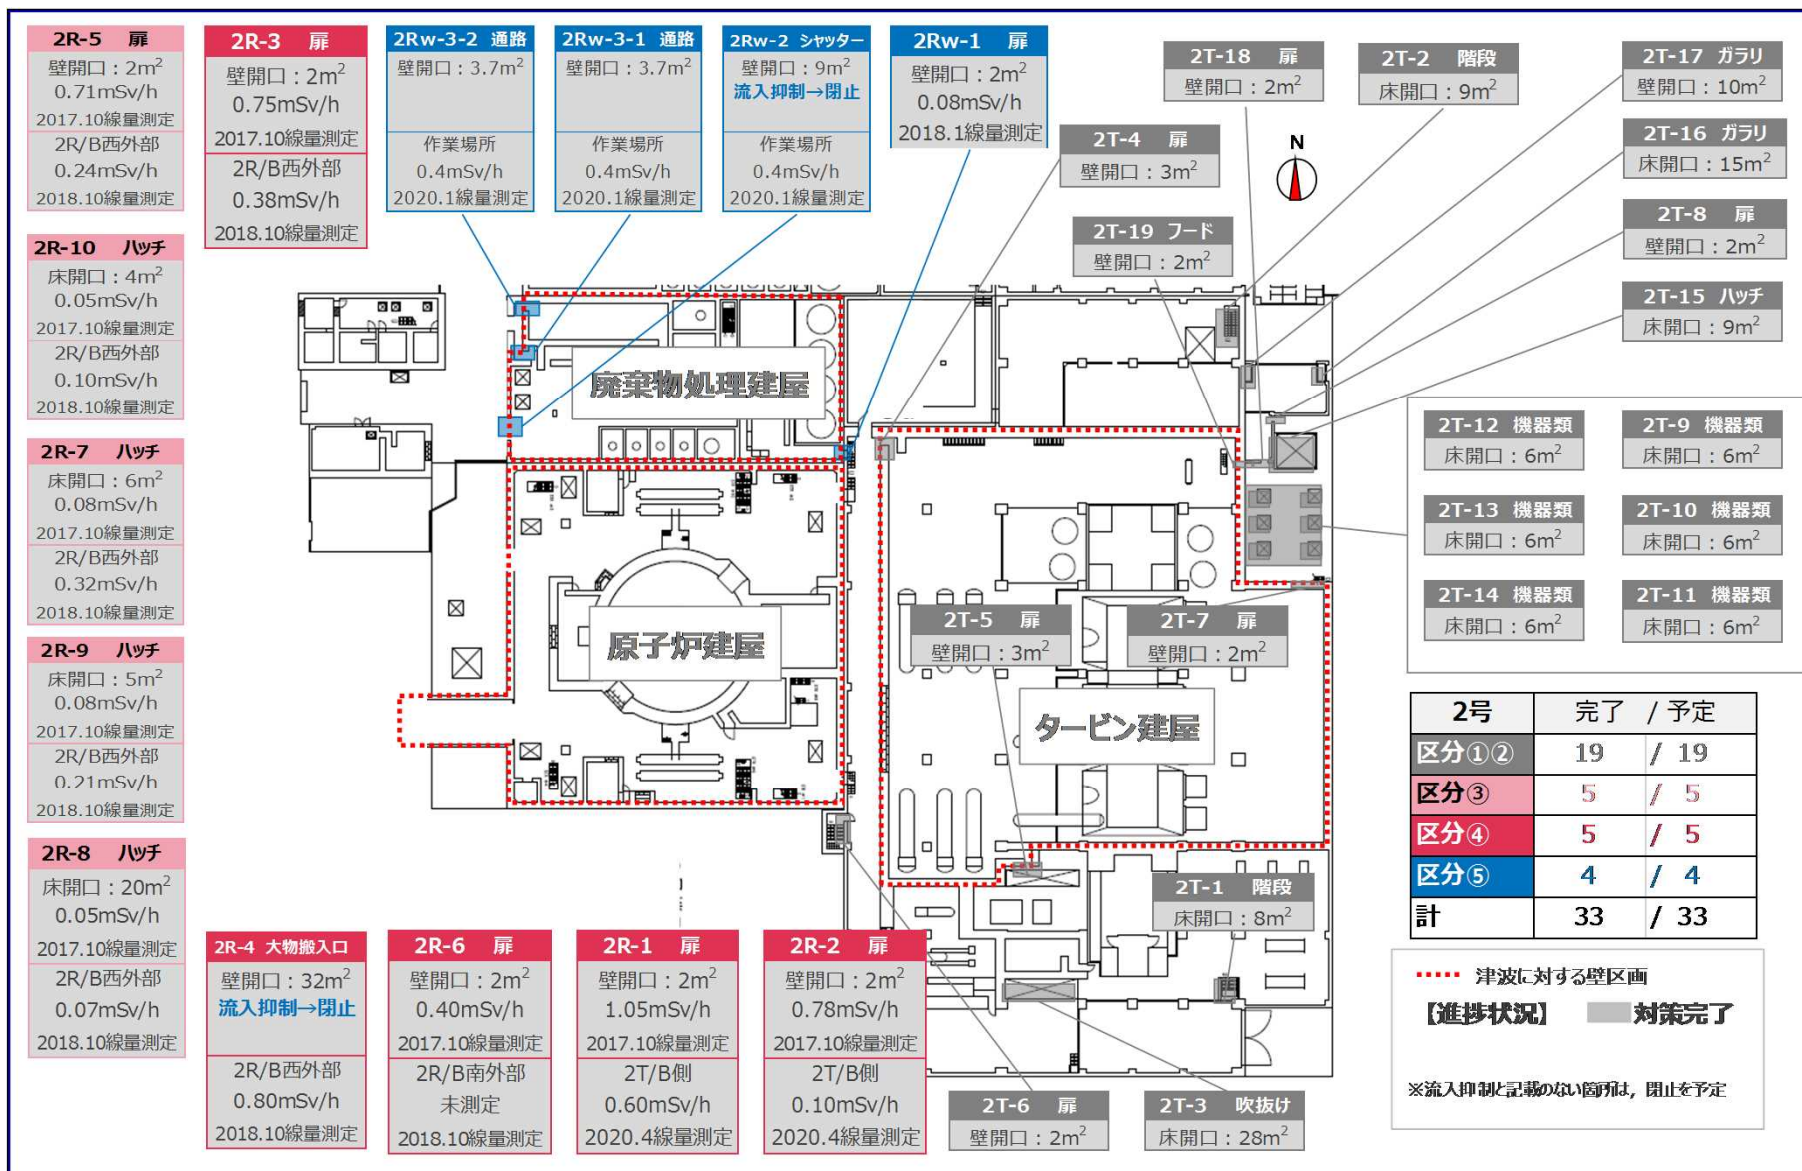 2R-5 扉
壁開口：2m²
0.71mSv/h
2017.10線量測定
2R/B西外部
0.24mSv/h
2018.10線量測定
2R-3 扉
壁開口：2m²
0.75mSv/h
2017.10線量測定
2R/B西外部
0.38mSv/h
2018.10線量測定
2Rw-3-2 通路
壁開口：3.7m²
作業場所
0.4mSv/h
2020.1線量測定
2Rw-3-1 通路
壁開口：3.7m²
作業場所
0.4mSv/h
2020.1線量測定
2Rw-2 シャッター
壁開口：9m²
流入抑制→閉止
作業場所
0.4mSv/h
2020.1線量測定
2Rw-1 扉
壁開口：2m²
0.08mSv/h
2018.1線量測定
2T-18 扉
壁開口：2m²
2T-2 階段
床開口：9m²
2T-17 ガラリ
壁開口：10m²
2T-4 扉
壁開口：3m²
N
2T-16 ガラリ
床開口：15m²
2T-19 フード
壁開口：2m²
2T-8 扉
壁開口：2m²
2T-15 ハッチ
床開口：9m²
2R-10 ハッチ
床開口：4m²
0.05mSv/h
2017.10線量測定
2R/B西外部
0.10mSv/h
2018.10線量測定
廃棄物処理建屋
2T-12 機器類
床開口：6m²
2T-9 機器類
床開口：6m²
2T-13 機器類
床開口：6m²
2T-10 機器類
床開口：6m²
2T-14 機器類
床開口：6m²
2T-11 機器類
床開口：6m²
2R-7 ハッチ
床開口：6m²
0.08mSv/h
2017.10線量測定
2R/B西外部
0.32mSv/h
2018.10線量測定
原子炉建屋
2T-5 扉
壁開口：3m²
2T-7 扉
壁開口：2m²
タービン建屋
2R-9 ハッチ
床開口：5m²
0.08mSv/h
2017.10線量測定
2R/B西外部
0.21mSv/h
2018.10線量測定
2号 完了 / 予定
区分①② 19 / 19
区分③ 5 / 5
区分④ 5 / 5
区分⑤ 4 / 4
計 33 / 33
2R-8 ハッチ
床開口：20m²
0.05mSv/h
2017.10線量測定
2R/B西外部
0.07mSv/h
2018.10線量測定
2R-4 大物搬入口
壁開口：32m²
流入抑制→閉止
2R/B西外部
0.80mSv/h
2018.10線量測定
2R-6 扉
壁開口：2m²
0.40mSv/h
2017.10線量測定
2R/B南外部
未測定
2018.10線量測定
2R-1 扉
壁開口：2m²
1.05mSv/h
2017.10線量測定
2T/B側
0.60mSv/h
2020.4線量測定
2R-2 扉
壁開口：2m²
0.78mSv/h
2017.10線量測定
2T/B側
0.10mSv/h
2020.4線量測定
2T-1 階段
床開口：8m²
2T-6 扉
壁開口：2m²
2T-3 吹抜け
床開口：28m²
津波に対する壁区画
【進捗状況】 対策完了
※流入抑制と記載のない箇所は，閉止を予定